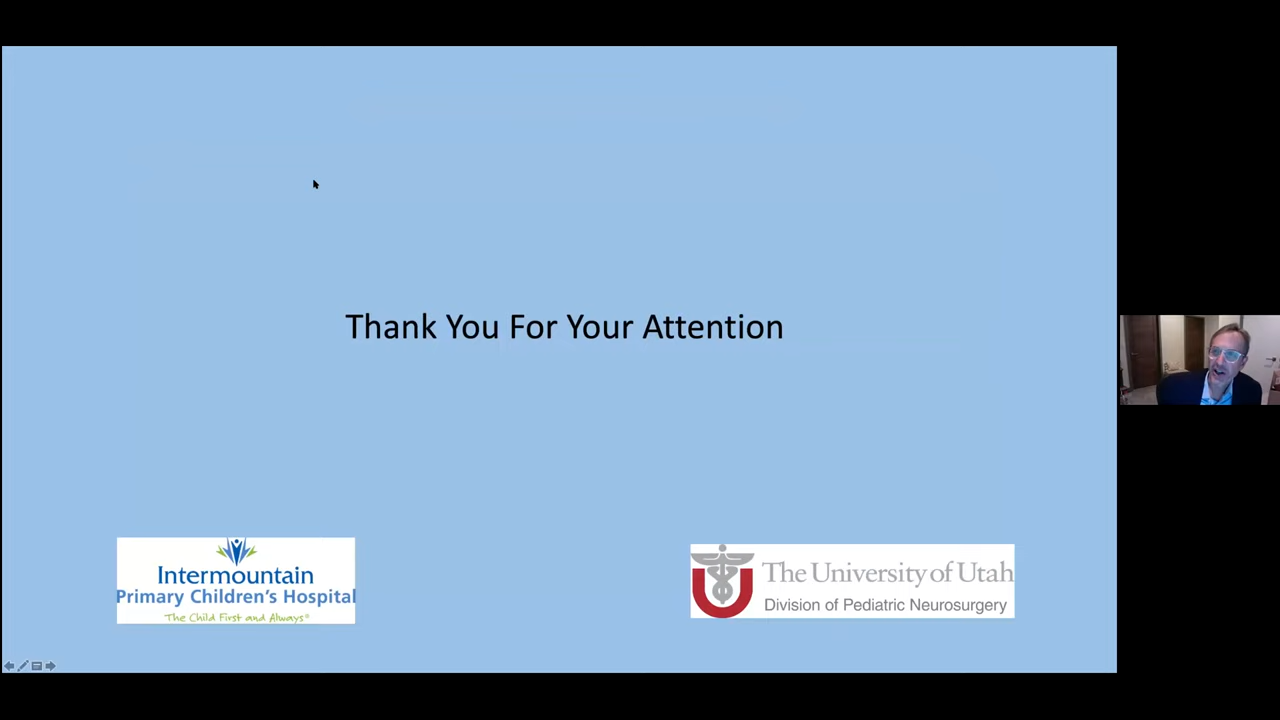 Thank You For Your Attention
Intermountain
Primary Children's Hospital
The Child First and Always®
The University of Utah
Division of Pediatric Neurosurgery